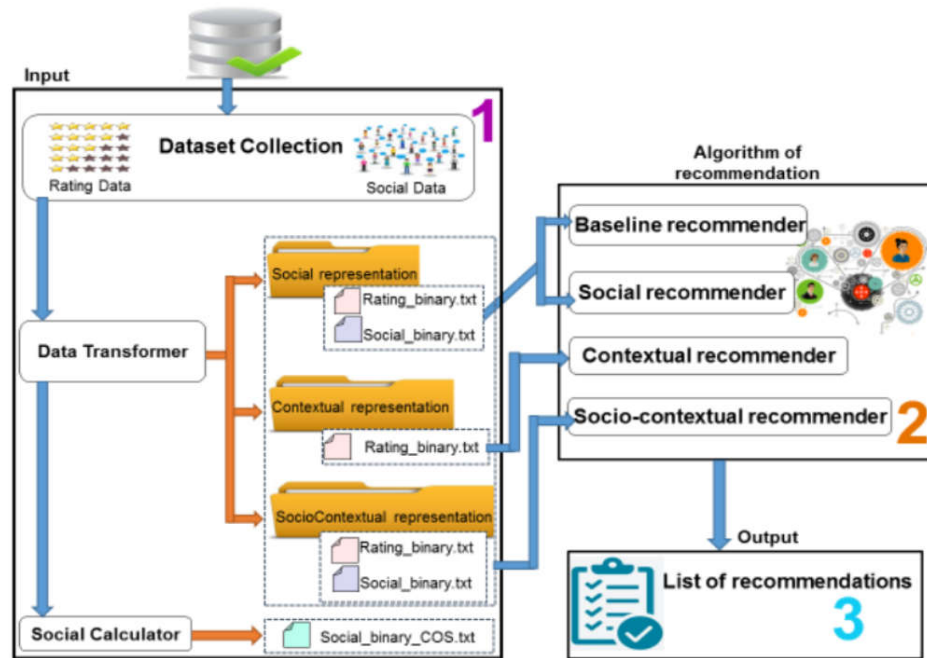 Input
1
Dataset Collection
Rating Data
Social Data
Social representation
Rating_binary.txt
Social_binary.txt
Data Transformer
Contextual representation
Rating_binary.txt
SocioContextual representation
Rating_binary.txt
Social_binary.txt
Social Calculator
Social_binary_COS.txt
Algorithm of
recommendation
Baseline recommender
Social recommender
Contextual recommender
Socio-contextual recommender
2
Output
List of recommendations
3